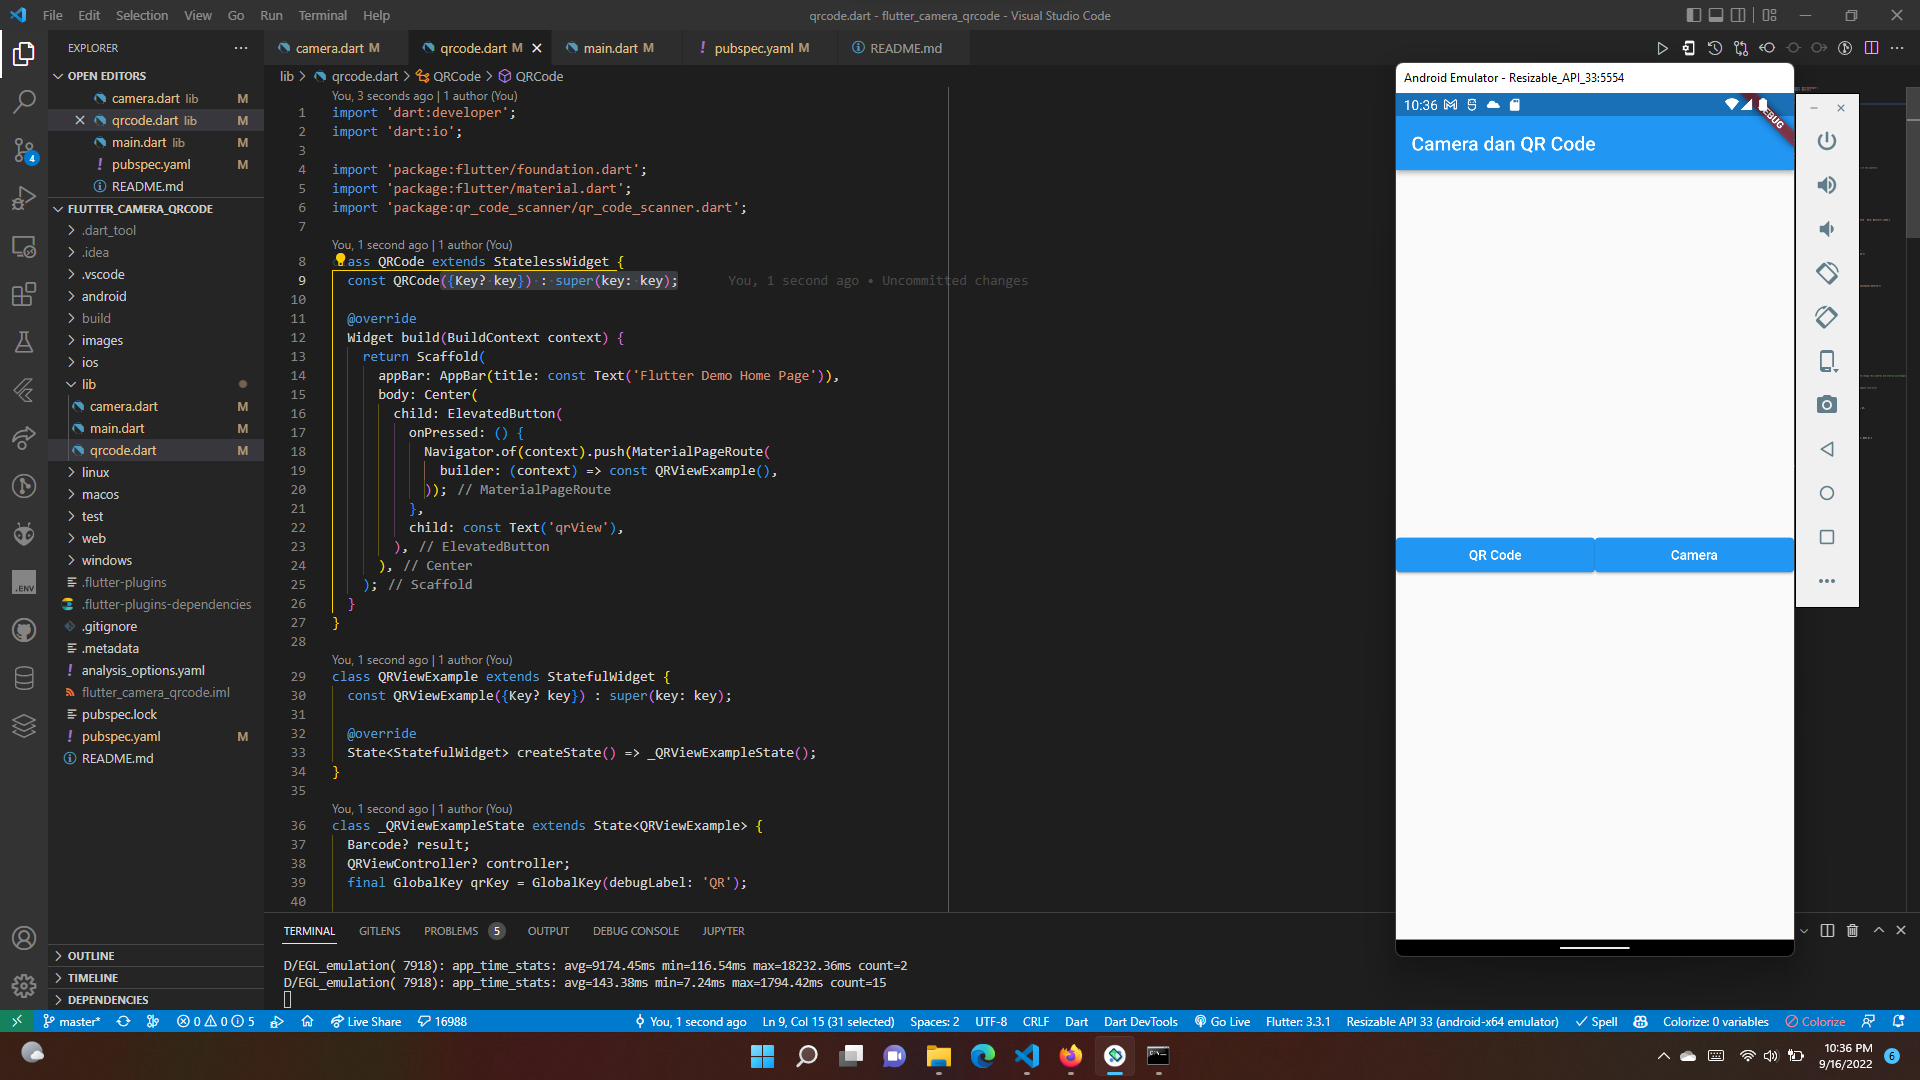 File Edit Selection View Go Run Terminal Help
qrcode.dart - flutter_camera_qrcode - Visual Studio Code
EXPLORER
OPEN EDITORS
camera.dart lib M
qrcode.dart lib M
main.dart lib M
pubspec.yaml M
README.md
FLUTTER_CAMERA_QRCODE
.dart_tool
.idea
.vscode
android
build
images
ios
lib
camera.dart M
main.dart M
qrcode.dart M
linux
macos
test
web
windows
.flutter-plugins
.flutter-plugins-dependencies
.gitignore
.metadata
analysis_options.yaml
flutter_camera_qrcode.iml
pubspec.lock
pubspec.yaml M
README.md
OUTLINE
TIMELINE
DEPENDENCIES
4
.ENV
camera.dart M qrcode.dart M main.dart M pubspec.yaml M README.md
lib > qrcode.dart > QRCode > QRCode
You, 3 seconds ago | 1 author (You)
1 import 'dart:developer';
2 import 'dart:io';
3
4 import 'package:flutter/foundation.dart';
5 import 'package:flutter/material.dart';
6 import 'package:qr_code_scanner/qr_code_scanner.dart';
7
You, 1 second ago | 1 author (You)
8 ass QRCode extends StatelessWidget {
9 const QRCode({Key? key}) : super(key: key); You, 1 second ago • Uncommitted changes
10
11 @override
12 Widget build(BuildContext context) {
13 return Scaffold(
14 appBar: AppBar(title: const Text('Flutter Demo Home Page')),
15 body: Center(
16 child: ElevatedButton(
17 onPressed: () {
18 Navigator.of(context).push(MaterialPageRoute(
19 builder: (context) => const QRViewExample(),
20 )); // MaterialPageRoute
21 },
22 child: const Text('qrView'),
23 ), // ElevatedButton
24 ), // Center
25 ); // Scaffold
26 }
27 }
28
You, 1 second ago | 1 author (You)
29 class QRViewExample extends StatefulWidget {
30 const QRViewExample({Key? key}) : super(key: key);
31
32 @override
33 State<StatefulWidget> createState() => _QRViewExampleState();
34 }
35
You, 1 second ago | 1 author (You)
36 class _QRViewExampleState extends State<QRViewExample> {
37 Barcode? result;
38 QRViewController? controller;
39 final GlobalKey qrKey = GlobalKey(debugLabel: 'QR');
40
TERMINAL GITLENS PROBLEMS 5 OUTPUT DEBUG CONSOLE JUPYTER
D/EGL_emulation( 7918): app_time_stats: avg=9174.45ms min=116.54ms max=18232.36ms count=2
D/EGL_emulation( 7918): app_time_stats: avg=143.38ms min=7.24ms max=1794.42ms count=15
Android Emulator - Resizable_API_33:5554
10:36
Camera dan QR Code
QR Code Camera
master* 0 0 5 Live Share 16988 You, 1 second ago Ln 9, Col 15 (31 selected) Spaces: 2 UTF-8 CRLF Dart Dart DevTools Go Live Flutter: 3.3.1 Resizable API 33 (android-x64 emulator) Spell Colorize: 0 variables Colorize
10:36 PM
9/16/2022
6